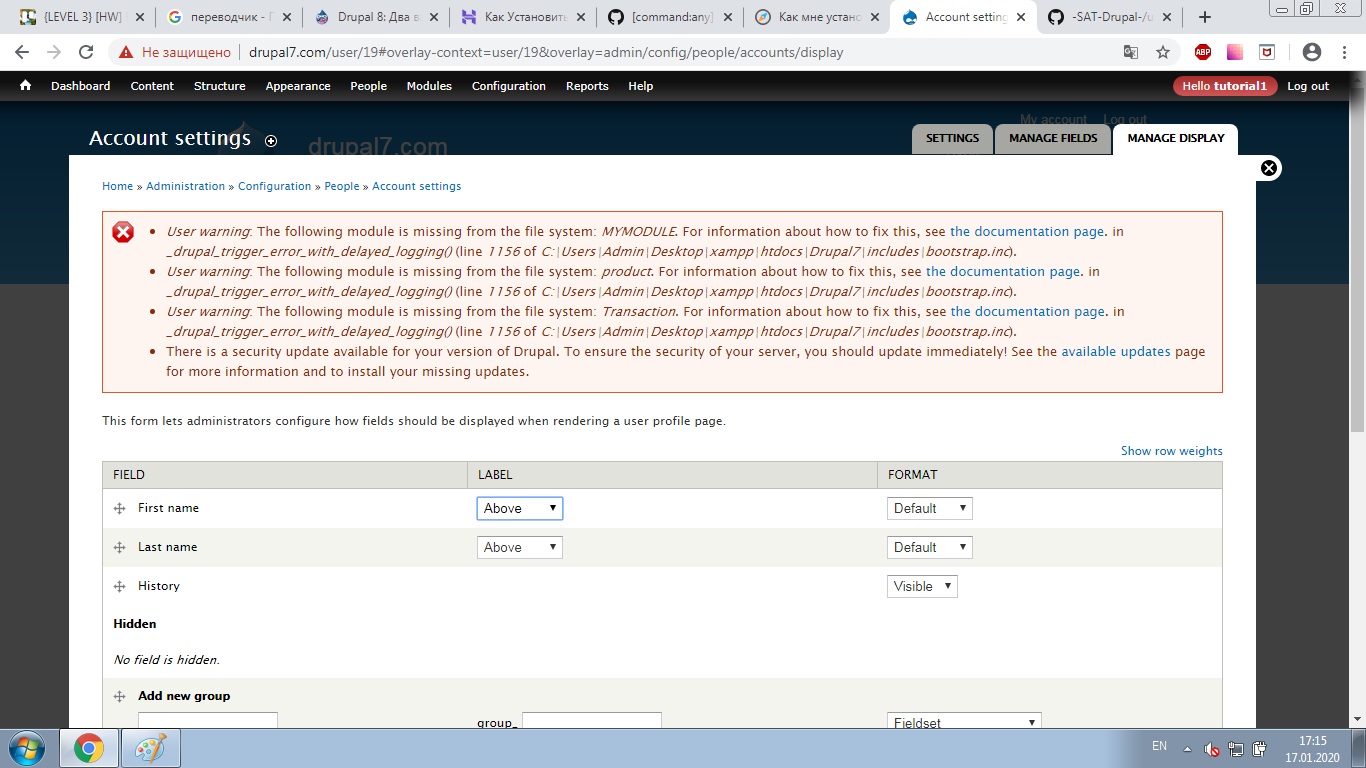 {LEVEL 3} [HW]
переводчик - Г
Drupal 8: Два в
Как Установить
[command:any]
Как мне устано
Account setting
-SAT-Drupal-/u
Не защищено
drupal7.com/user/19#overlay-context=user/19&overlay=admin/config/people/accounts/display
ABP
Dashboard Content Structure Appearance People Modules Configuration Reports Help
Hello tutorial1 Log out
My account Log out
Account settings
drupal7.com
SETTINGS MANAGE FIELDS MANAGE DISPLAY
Home » Administration » Configuration » People » Account settings
User warning: The following module is missing from the file system: MYMODULE. For information about how to fix this, see the documentation page. in
_drupal_trigger_error_with_delayed_logging() (line 1156 of C:\Users\Admin\Desktop\xampp\htdocs\Drupal7\includes\bootstrap.inc).
User warning: The following module is missing from the file system: product. For information about how to fix this, see the documentation page. in
_drupal_trigger_error_with_delayed_logging() (line 1156 of C:\Users\Admin\Desktop\xampp\htdocs\Drupal7\includes\bootstrap.inc).
User warning: The following module is missing from the file system: Transaction. For information about how to fix this, see the documentation page. in
_drupal_trigger_error_with_delayed_logging() (line 1156 of C:\Users\Admin\Desktop\xampp\htdocs\Drupal7\includes\bootstrap.inc).
There is a security update available for your version of Drupal. To ensure the security of your server, you should update immediately! See the available updates page
for more information and to install your missing updates.
This form lets administrators configure how fields should be displayed when rendering a user profile page.
Show row weights
FIELD LABEL FORMAT
First name Above Default
Last name Above Default
History Visible
Hidden
No field is hidden.
Add new group
group_ Fieldset
EN
17:15
17.01.2020